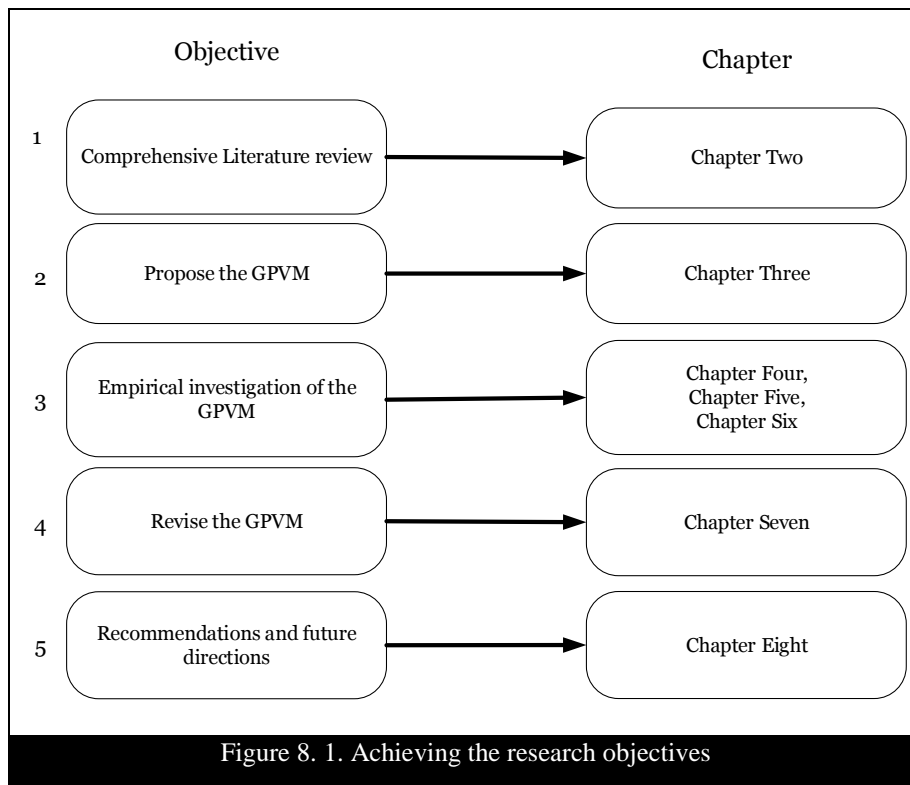 Objective
Chapter
1
Comprehensive Literature review
Chapter Two
2
Propose the GPVM
Chapter Three
3
Empirical investigation of the
GPVM
Chapter Four,
Chapter Five,
Chapter Six
4
Revise the GPVM
Chapter Seven
5
Recommendations and future
directions
Chapter Eight
Figure 8. 1. Achieving the research objectives